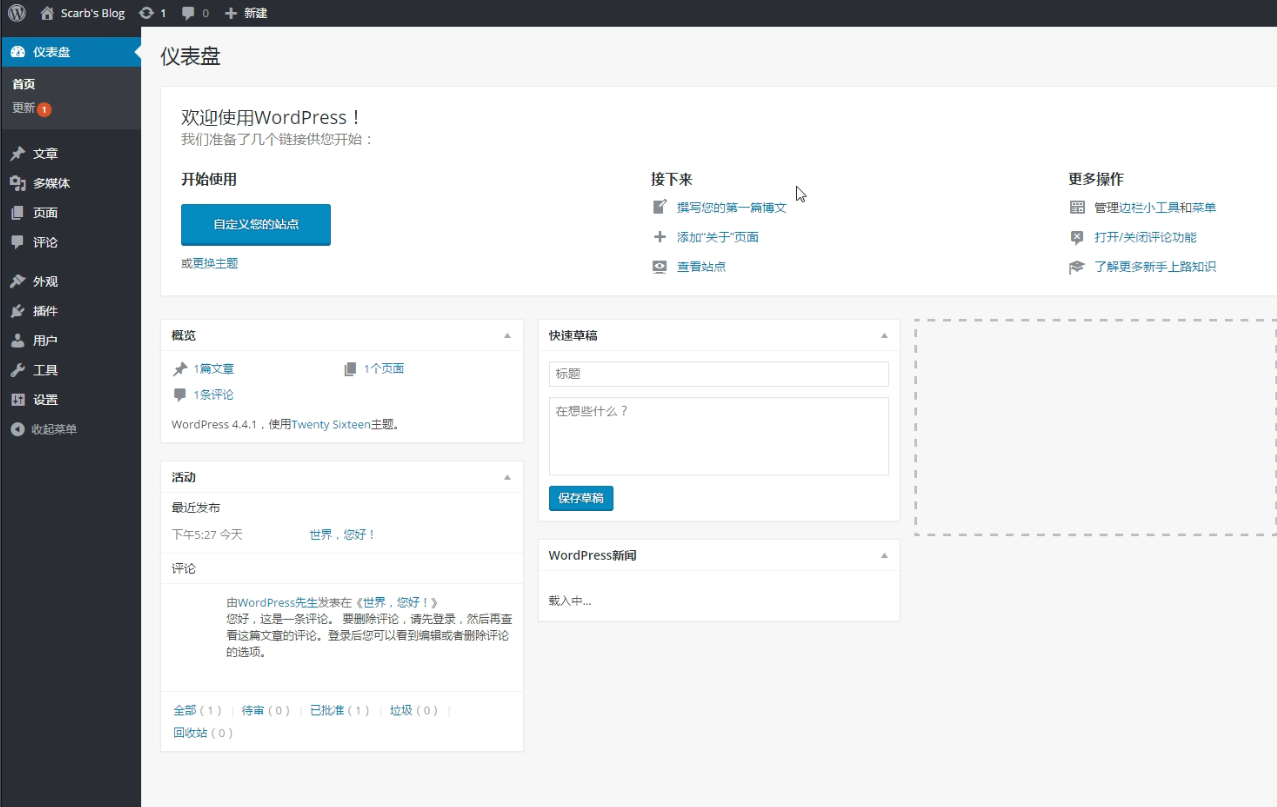 Scarb's Blog 1 0 新建
仪表盘
首页
更新 1
文章
多媒体
页面
评论
外观
插件
用户
工具
设置
收起菜单
仪表盘
欢迎使用WordPress！
我们准备了几个链接供您开始：
开始使用
自定义您的站点
或更换主题
接下来
撰写您的第一篇博文
添加“关于”页面
查看站点
更多操作
管理边栏小工具和菜单
打开/关闭评论功能
了解更多新手上路知识
概览
1篇文章 1个页面
1条评论
WordPress 4.4.1，使用Twenty Sixteen主题。
活动
最近发布
下午5:27 今天 世界，您好！
评论
由WordPress先生发表在《世界，您好！》
您好，这是一条评论。 要删除评论，请先登录，然后再查
看这篇文章的评论。登录后您可以看到编辑或者删除评论
的选项。
全部（1） | 待审（0） | 已批准（1） | 垃圾（0） |
回收站（0）
快速草稿
标题
在想些什么？
保存草稿
WordPress新闻
载入中...